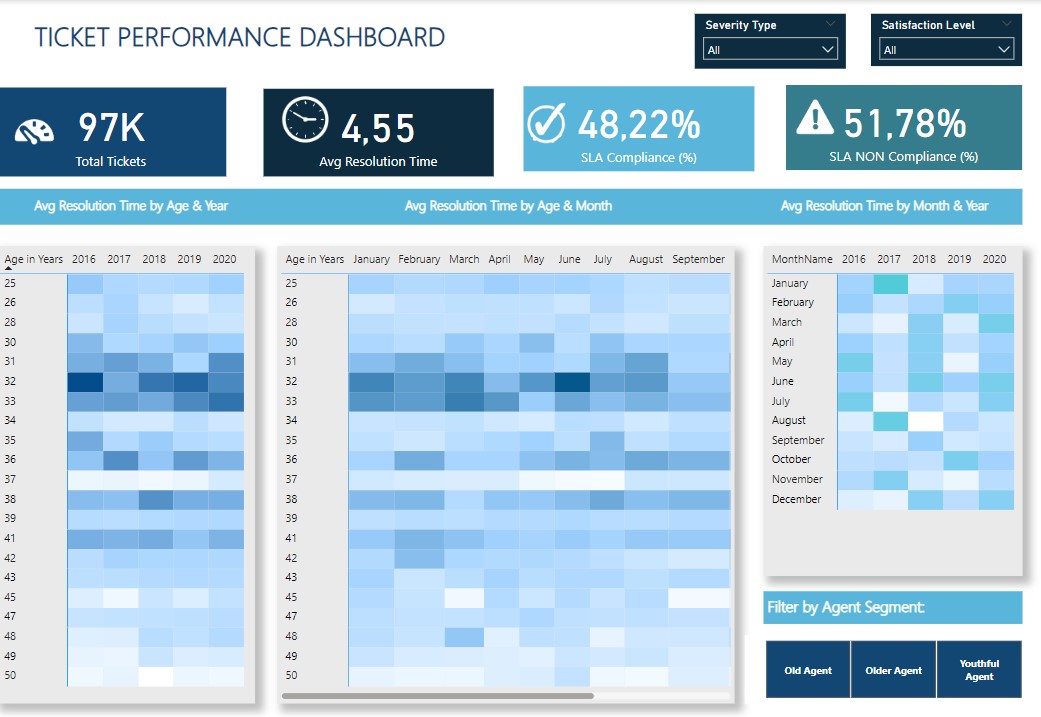 TICKET PERFORMANCE DASHBOARD
Severity Type
All
Satisfaction Level
All
97K
Total Tickets
4,55
Avg Resolution Time
48,22%
SLA Compliance (%)
51,78%
SLA NON Compliance (%)
Avg Resolution Time by Age & Year
Avg Resolution Time by Age & Month
Avg Resolution Time by Month & Year
Age in Years 2016 2017 2018 2019 2020
25
26
28
30
31
32
33
34
35
36
37
38
39
41
42
43
45
47
48
49
50
Age in Years January February March April May June July August September
25
26
28
30
31
32
33
34
35
36
37
38
39
41
42
43
45
47
48
49
50
MonthName 2016 2017 2018 2019 2020
January
February
March
April
May
June
July
August
September
October
November
December
Filter by Agent Segment:
Old Agent
Older Agent
Youthful
Agent